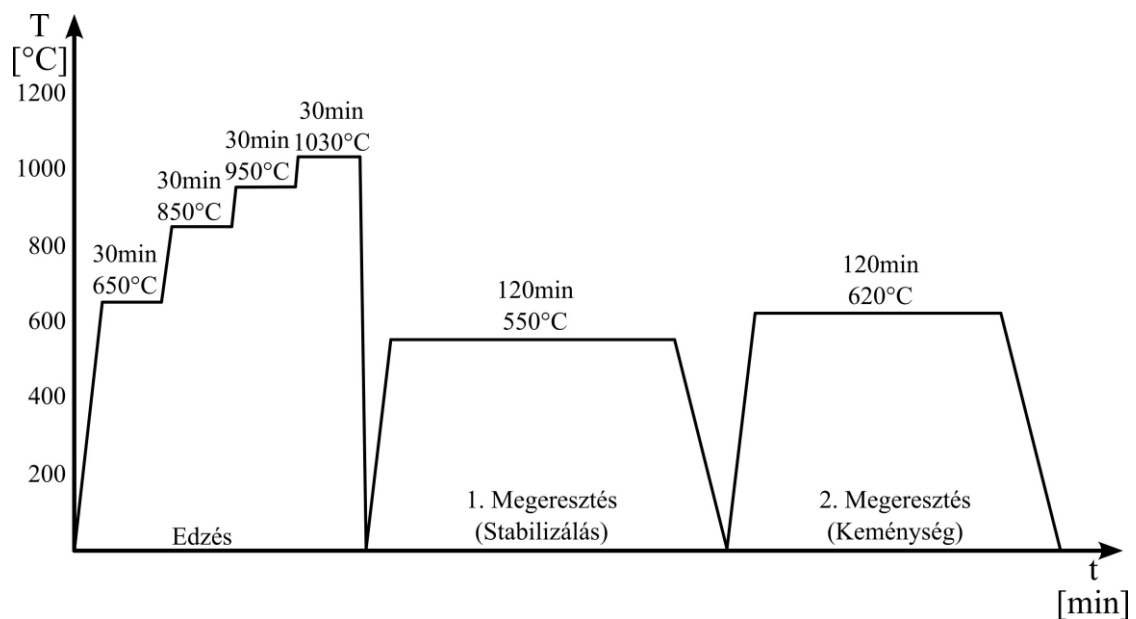 T
[°C]
1200
1000
800
600
400
200
30min
650°C
30min
850°C
30min
950°C
30min
1030°C
Edzés
120min
550°C
1. Megeresztés
(Stabilizálás)
120min
620°C
2. Megeresztés
(Keménység)
t
[min]